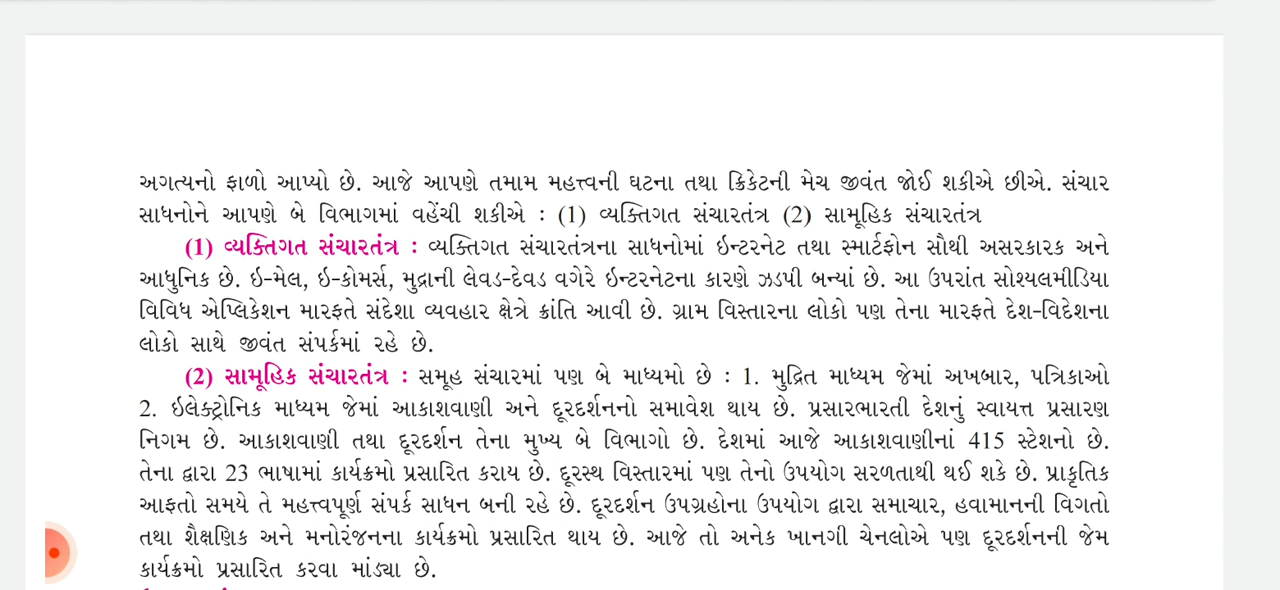 અગત્યનો ફાળો આપ્યો છે. આજે આપણે તમામ મહત્ત્વની ઘટના તથા ક્રિકેટની મેચ જીવંત જોઈ શકીએ છીએ. સંચાર
સાધનોને આપણે બે વિભાગમાં વહેંચી શકીએ : (1) વ્યક્તિગત સંચારતંત્ર (2) સામૂહિક સંચારતંત્ર
(1) વ્યક્તિગત સંચારતંત્ર : વ્યક્તિગત સંચારતંત્રના સાધનોમાં ઇન્ટરનેટ તથા સ્માર્ટફોન સૌથી અસરકારક અને
આધુનિક છે. ઇ-મેલ, ઇ-કોમર્સ, મુદ્રાની લેવડ-દેવડ વગેરે ઇન્ટરનેટના કારણે ઝડપી બન્યાં છે. આ ઉપરાંત સોશ્યલમીડિયા
વિવિધ એપ્લિકેશન મારફતે સંદેશા વ્યવહાર ક્ષેત્રે ક્રાંતિ આવી છે. ગ્રામ વિસ્તારના લોકો પણ તેના મારફતે દેશ-વિદેશના
લોકો સાથે જીવંત સંપર્કમાં રહે છે.
(2) સામૂહિક સંચારતંત્ર : સમૂહ સંચારમાં પણ બે માધ્યમો છે : 1. મુદ્રિત માધ્યમ જેમાં અખબાર, પત્રિકાઓ
2. ઇલેક્ટ્રોનિક માધ્યમ જેમાં આકાશવાણી અને દૂરદર્શનનો સમાવેશ થાય છે. પ્રસારભારતી દેશનું સ્વાયત્ત પ્રસારણ
નિગમ છે. આકાશવાણી તથા દૂરદર્શન તેના મુખ્ય બે વિભાગો છે. દેશમાં આજે આકાશવાણીનાં 415 સ્ટેશનો છે.
તેના દ્વારા 23 ભાષામાં કાર્યક્રમો પ્રસારિત કરાય છે. દૂરસ્થ વિસ્તારમાં પણ તેનો ઉપયોગ સરળતાથી થઈ શકે છે. પ્રાકૃતિક
આફતો સમયે તે મહત્ત્વપૂર્ણ સંપર્ક સાધન બની રહે છે. દૂરદર્શન ઉપગ્રહોના ઉપયોગ દ્વારા સમાચાર, હવામાનની વિગતો
તથા શૈક્ષણિક અને મનોરંજનના કાર્યક્રમો પ્રસારિત થાય છે. આજે તો અનેક ખાનગી ચેનલોએ પણ દૂરદર્શનની જેમ
કાર્યક્રમો પ્રસારિત કરવા માંડ્યા છે.